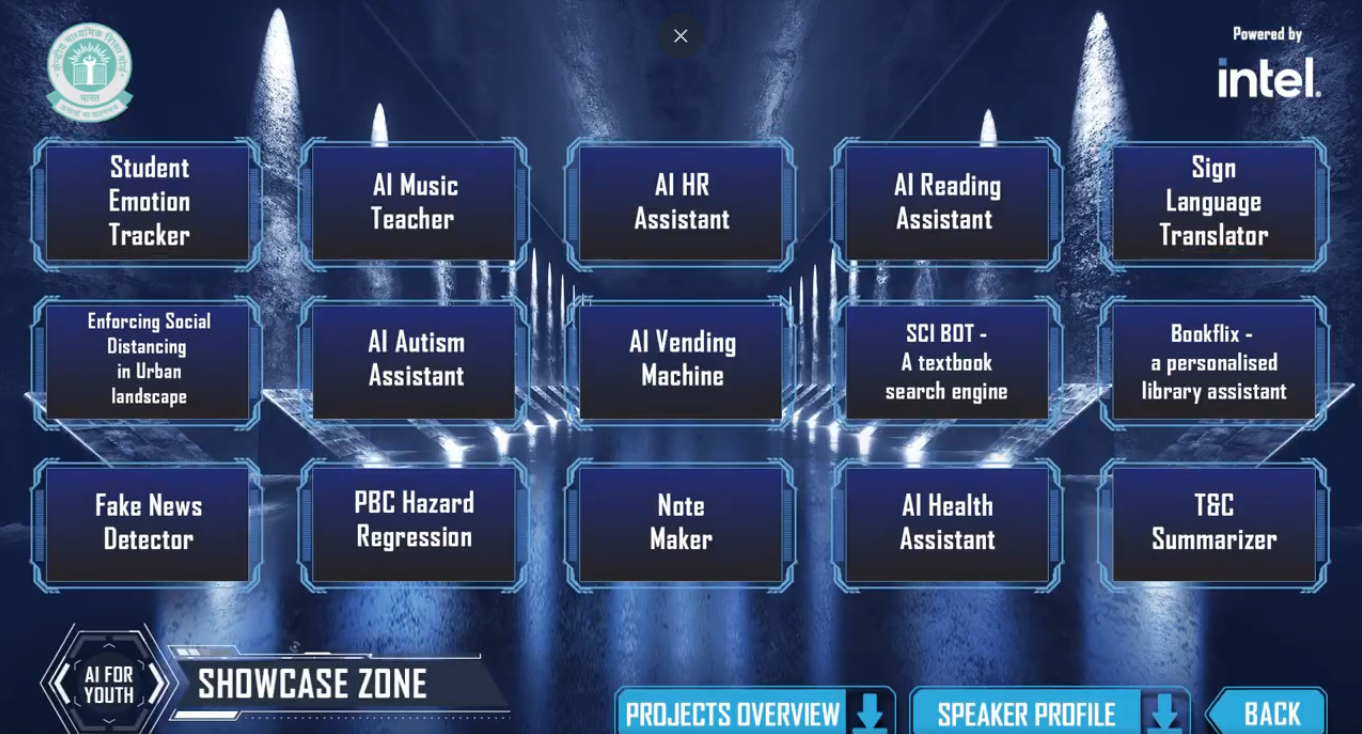 Powered by
intel.
केन्द्रीय माध्यमिक शिक्षा बोर्ड
भारत
Student
Emotion
Tracker
AI Music
Teacher
AI HR
Assistant
AI Reading
Assistant
Sign
Language
Translator
Enforcing Social
Distancing
in Urban
landscape
AI Autism
Assistant
AI Vending
Machine
SCI BOT -
A textbook
search engine
Bookflix -
a personalised
library assistant
Fake News
Detector
PBC Hazard
Regression
Note
Maker
AI Health
Assistant
T&C
Summarizer
AI FOR
YOUTH
SHOWCASE ZONE
PROJECTS OVERVIEW
SPEAKER PROFILE
BACK